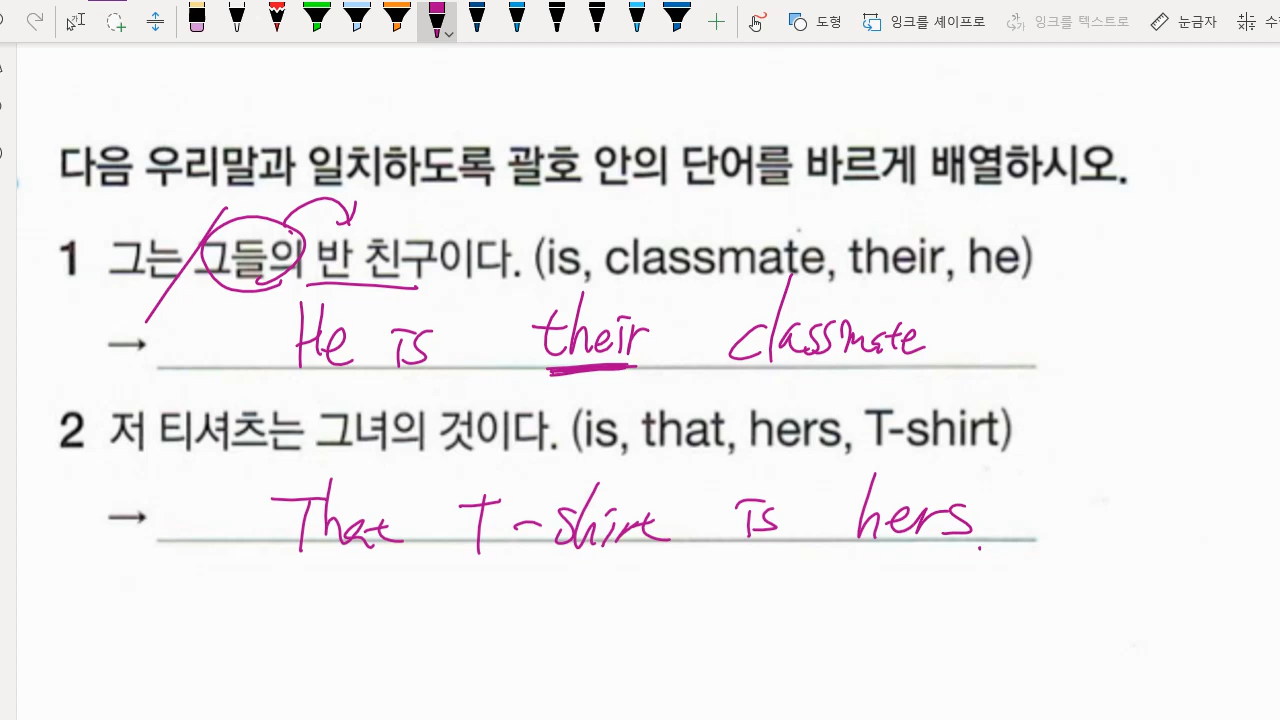 도형 잉크를 셰이프로 잉크를 텍스트로 눈금자 수
다음 우리말과 일치하도록 괄호 안의 단어를 바르게 배열하시오.
1 그는 그들의 반 친구이다. (is, classmate, their, he)
→ He is their classmate
2 저 티셔츠는 그녀의 것이다. (is, that, hers, T-shirt)
→ That T-shirt is hers.